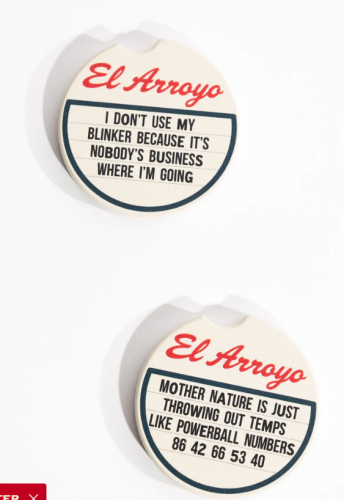 El Arroyo
I DON'T USE MY
BLINKER BECAUSE IT'S
NOBODY'S BUSINESS
WHERE I'M GOING
El Arroyo
MOTHER NATURE IS JUST
THROWING OUT TEMPS
LIKE POWERBALL NUMBERS
86 42 66 53 40